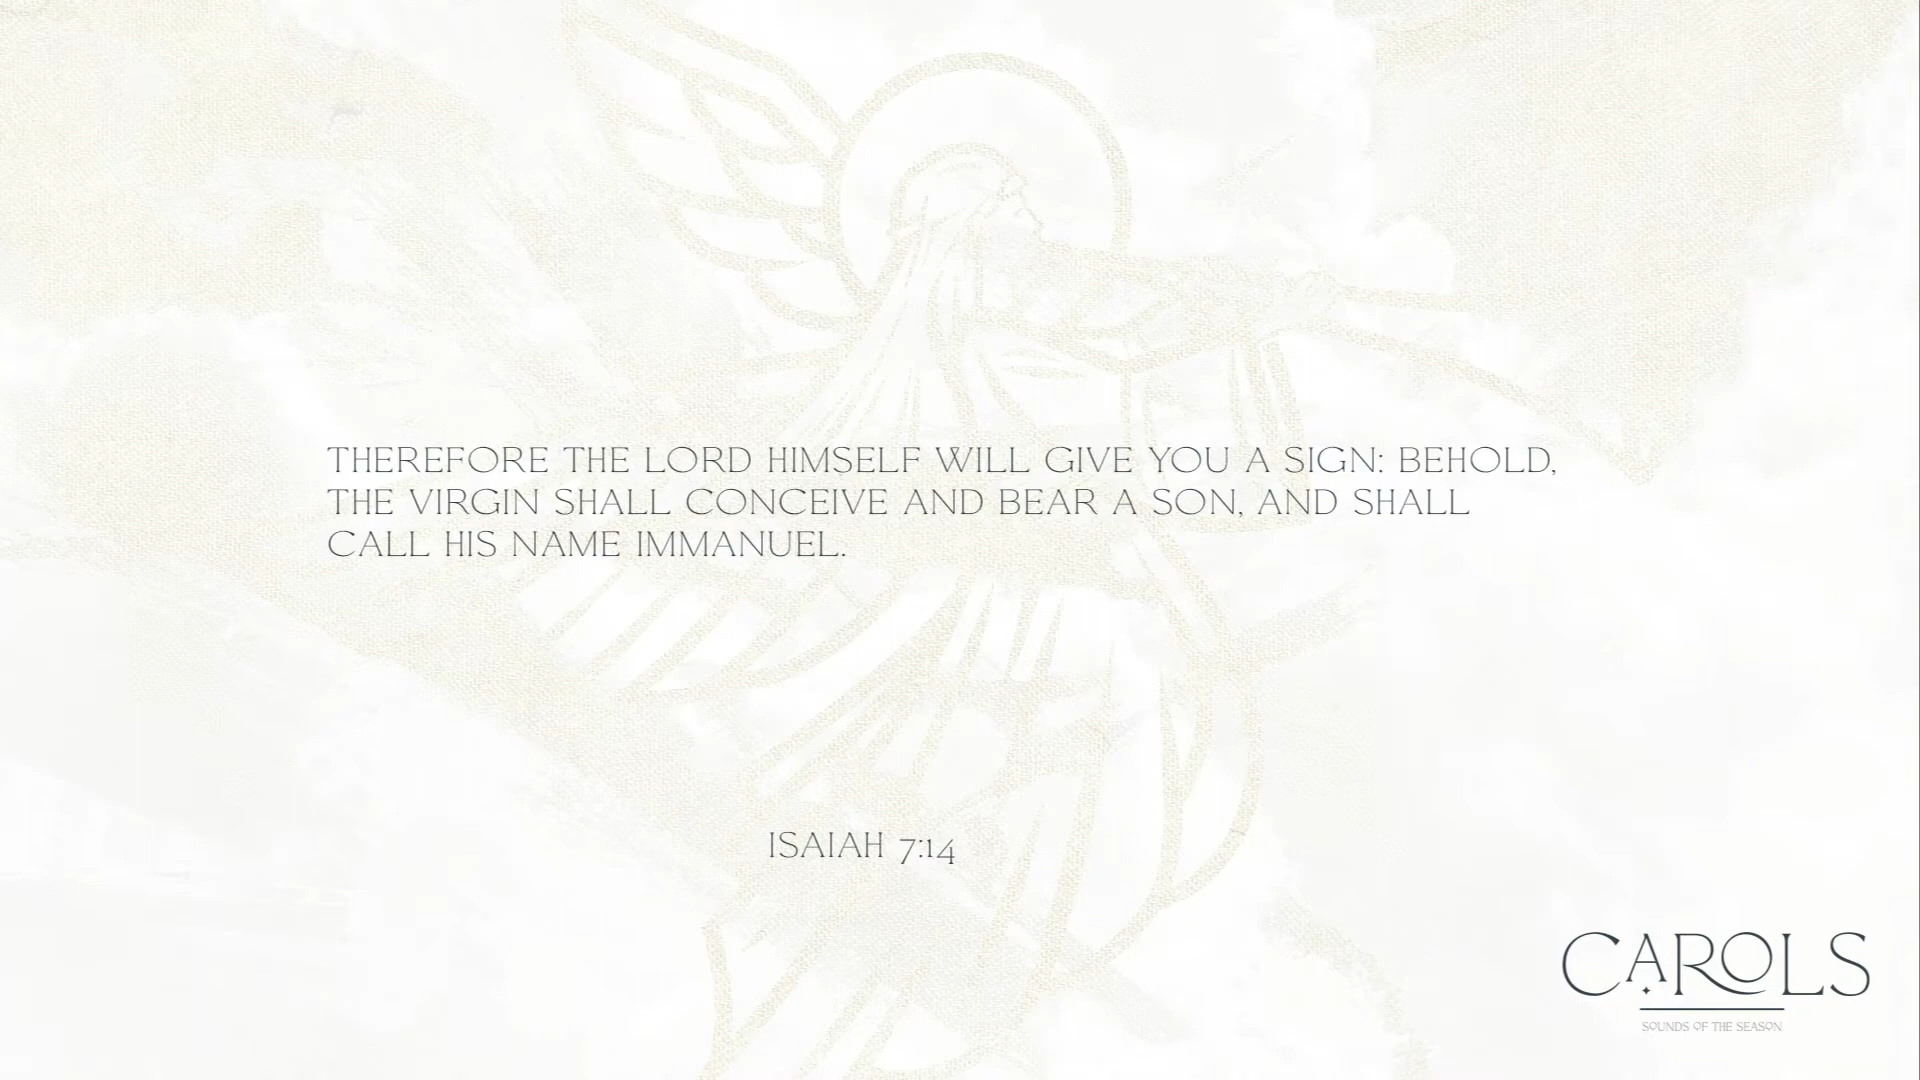 THEREFORE THE LORD HIMSELF WILL GIVE YOU A SIGN: BEHOLD,
THE VIRGIN SHALL CONCEIVE AND BEAR A SON, AND SHALL
CALL HIS NAME IMMANUEL.
ISAIAH 7:14
CAROLS
SOUNDS OF THE SEASON